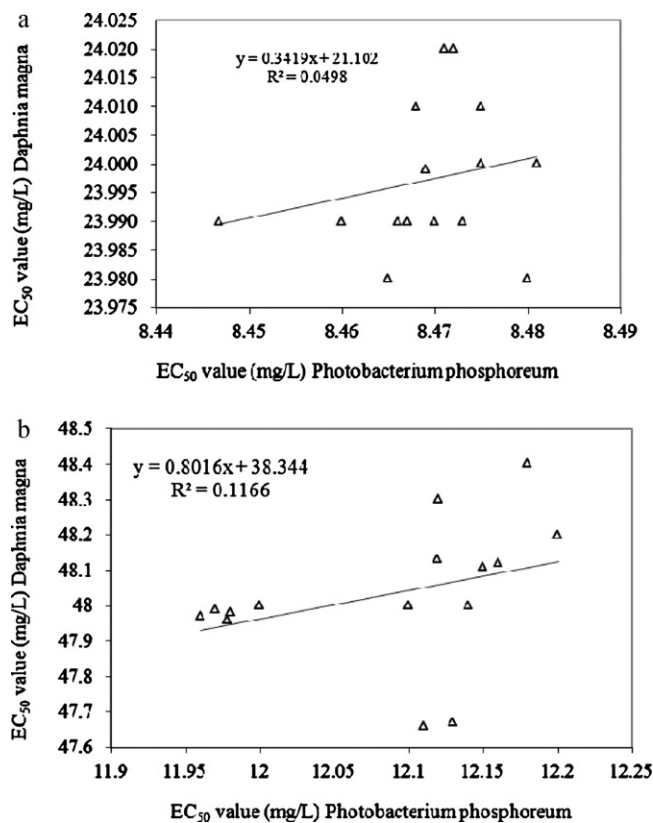 a
24.025
24.020
24.015
24.010
24.005
24.000
23.995
23.990
23.985
23.980
23.975
EC₅₀ value (mg/L) Daphnia magna
y = 0.3419x + 21.102
R² = 0.0498
8.44 8.45 8.46 8.47 8.48 8.49
EC₅₀ value (mg/L) Photobacterium phosphoreum
b
48.5
48.4
48.3
48.2
48.1
48
47.9
47.8
47.7
47.6
EC₅₀ value (mg/L) Daphnia magna
y = 0.8016x + 38.344
R² = 0.1166
11.9 11.95 12 12.05 12.1 12.15 12.2 12.25
EC₅₀ value (mg/L) Photobacterium phosphoreum